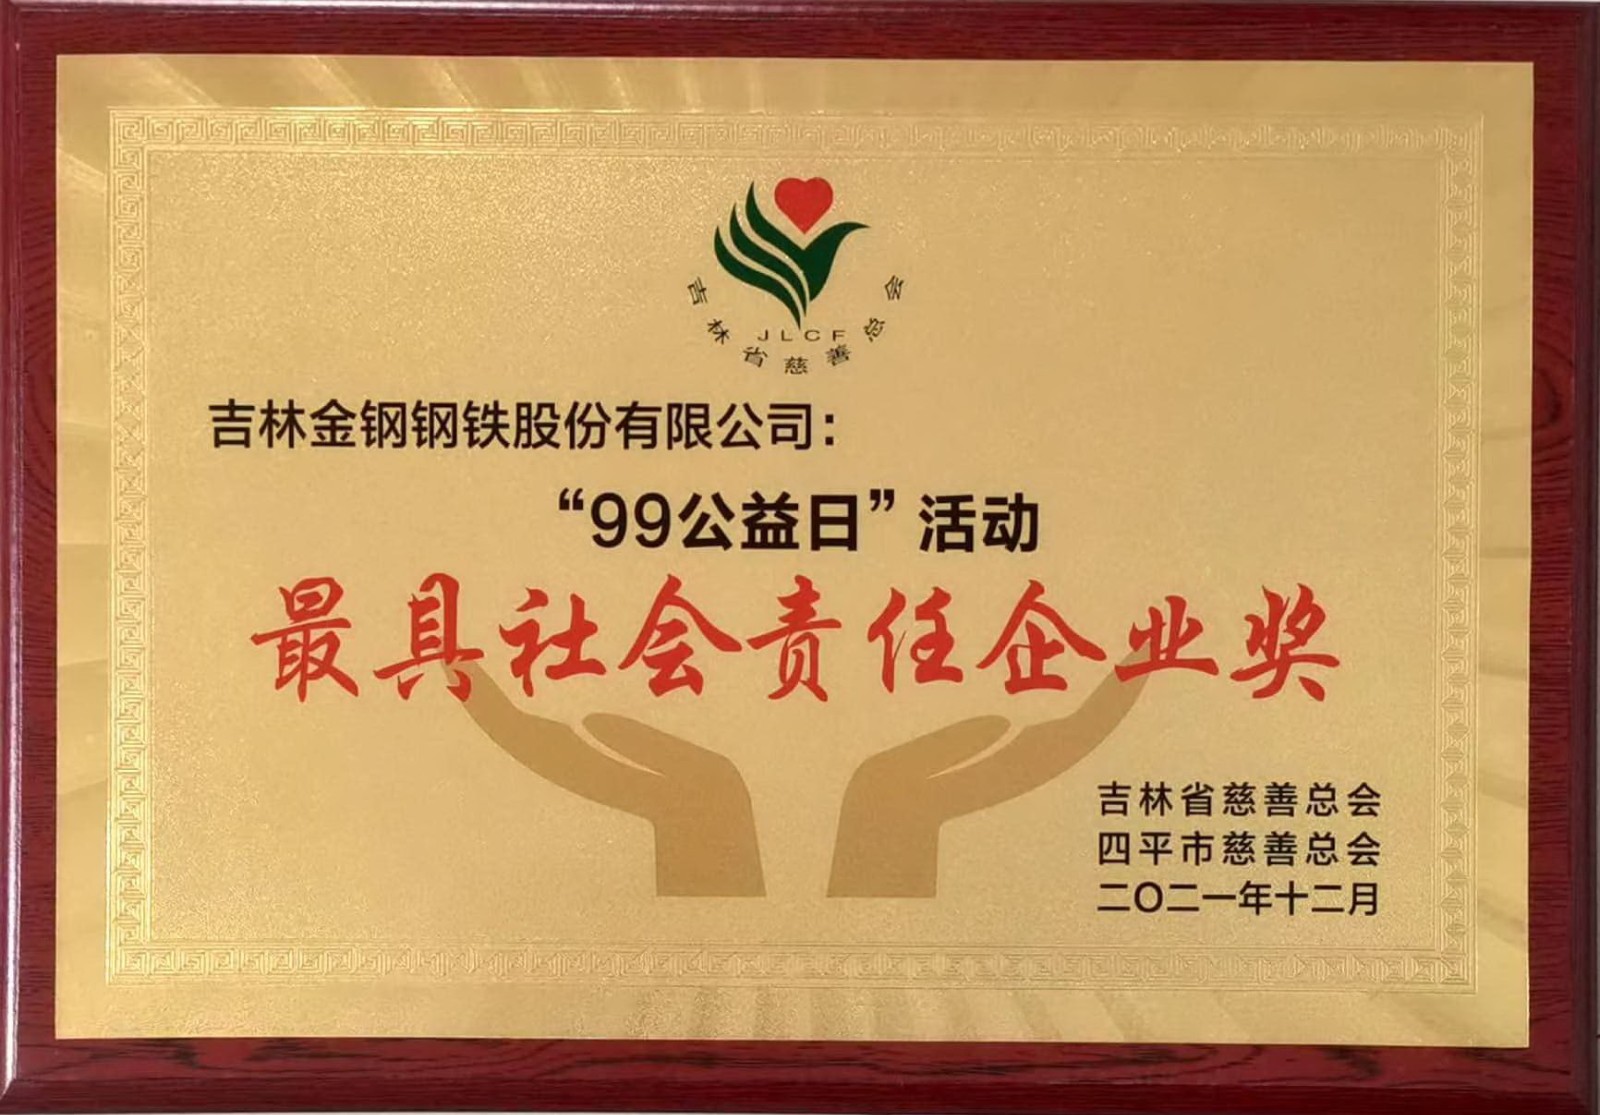 JLCF
吉林省慈善总会
吉林金钢钢铁股份有限公司：
“99公益日”活动
最具社会责任企业奖
吉林省慈善总会
四平市慈善总会
二〇二一年十二月